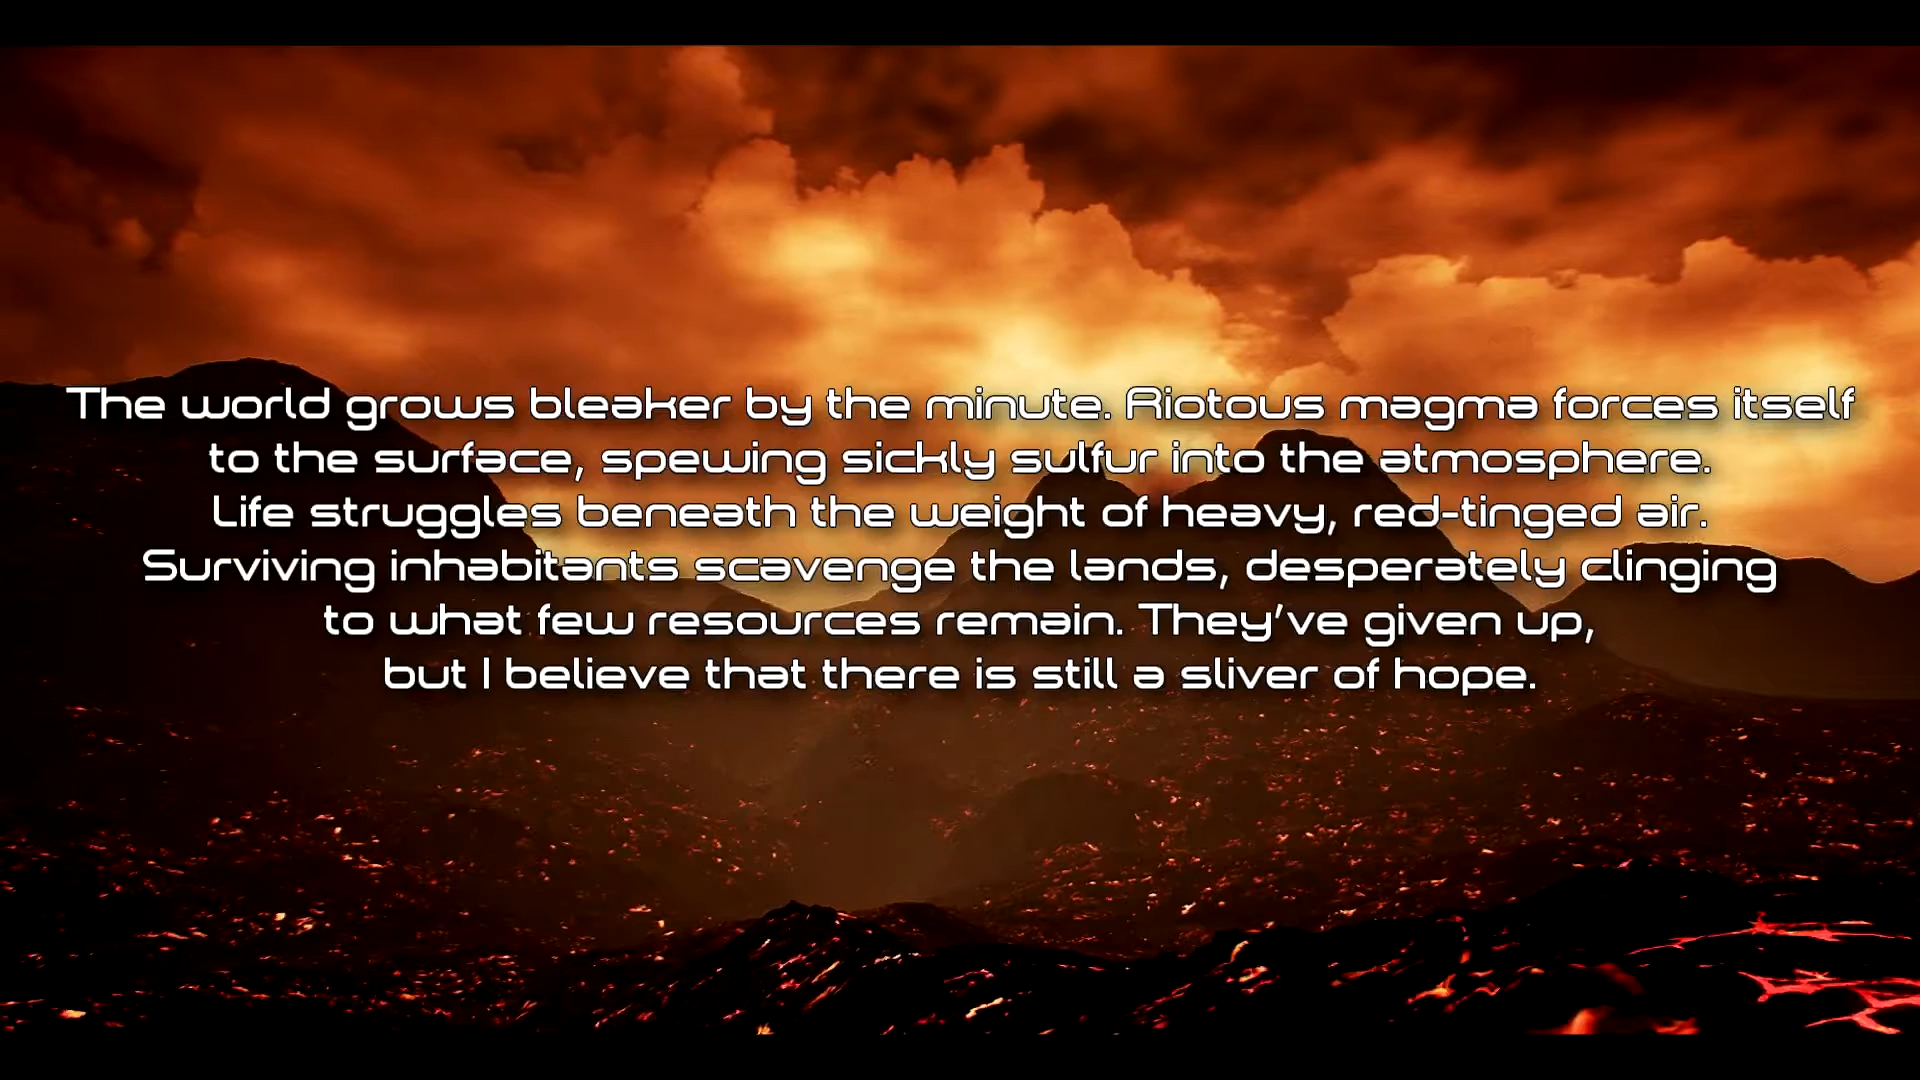 The world grows bleaker by the minute. Riotous magma forces itself
to the surface, spewing sickly sulfur into the atmosphere.
Life struggles beneath the weight of heavy, red-tinged air.
Surviving inhabitants scavenge the lands, desperately clinging
to what few resources remain. They've given up,
but I believe that there is still a sliver of hope.